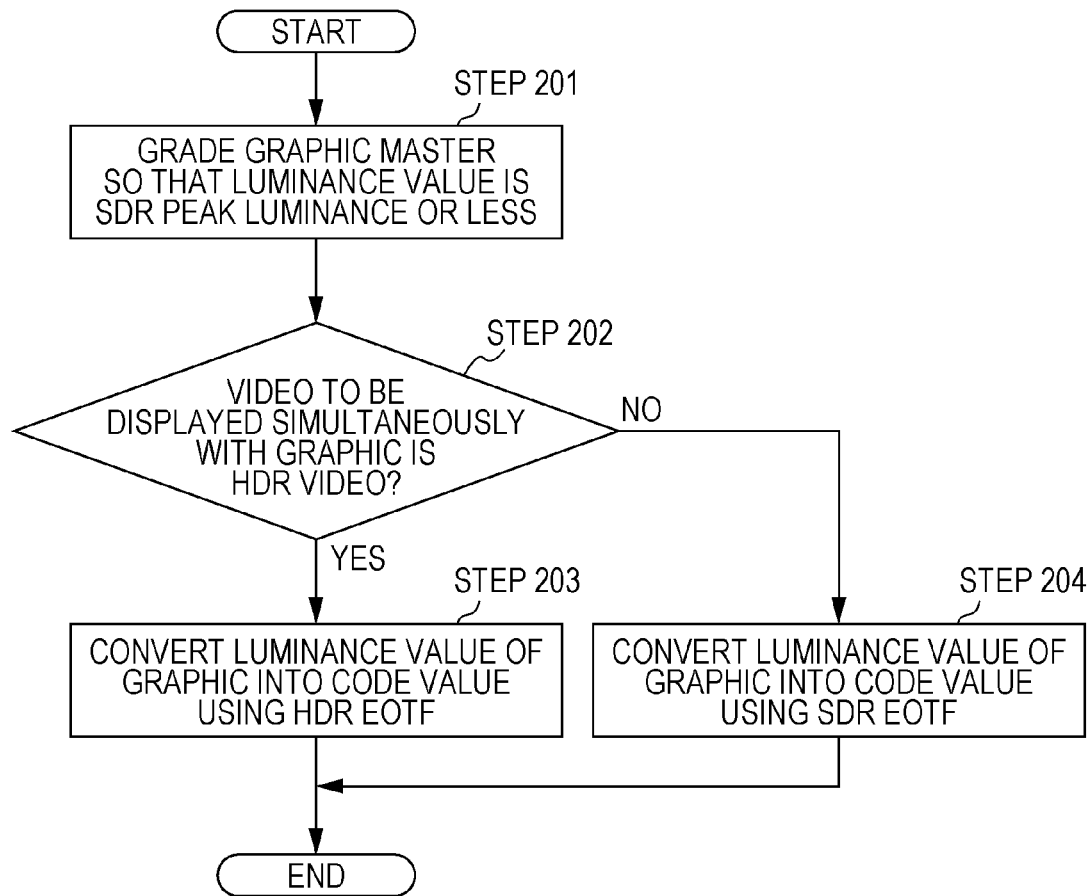 START
STEP 201
GRADE GRAPHIC MASTER
SO THAT LUMINANCE VALUE IS
SDR PEAK LUMINANCE OR LESS
STEP 202
VIDEO TO BE
DISPLAYED SIMULTANEOUSLY
WITH GRAPHIC IS
HDR VIDEO?
NO
YES
STEP 203
CONVERT LUMINANCE VALUE OF
GRAPHIC INTO CODE VALUE
USING HDR EOTF
STEP 204
CONVERT LUMINANCE VALUE OF
GRAPHIC INTO CODE VALUE
USING SDR EOTF
END